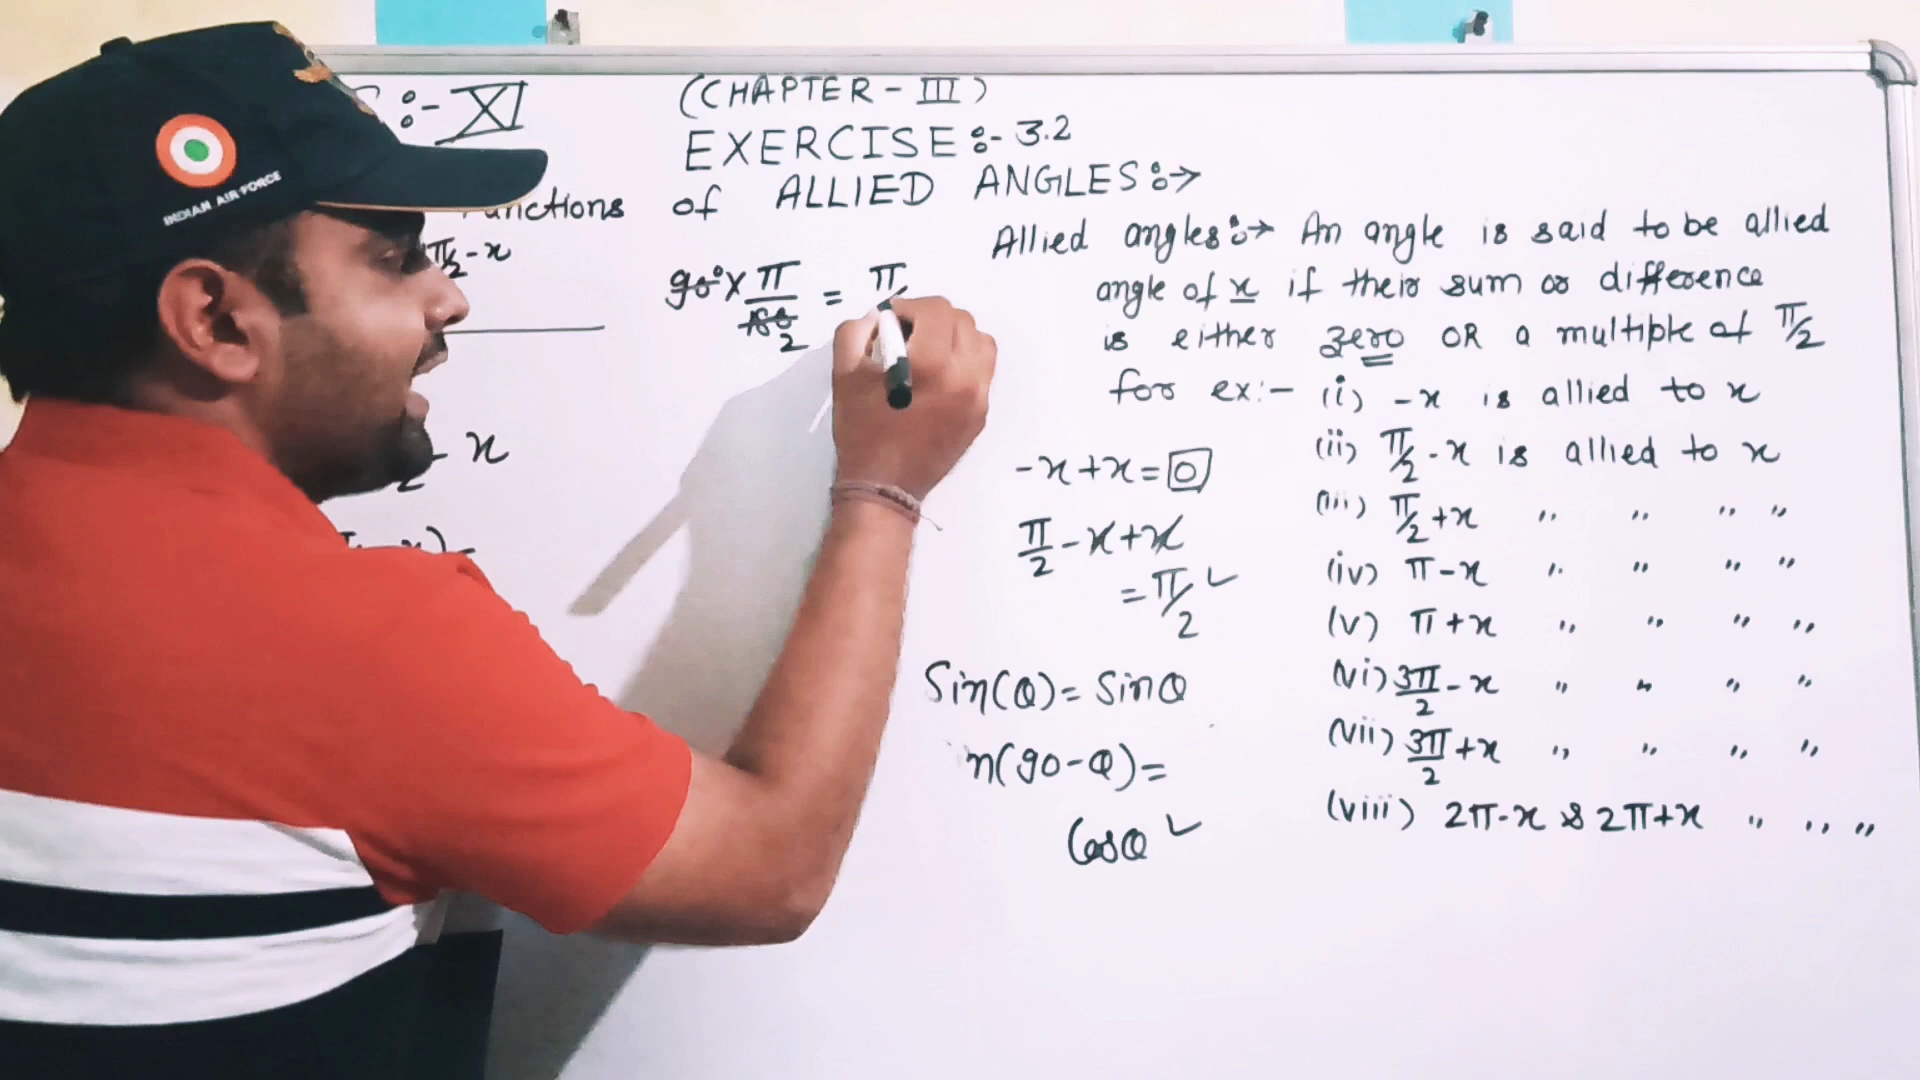 :- XI
(CHAPTER - III)
EXERCISE :- 3.2
of ALLIED ANGLES :->
INDIAN AIR FORCE
π/2 - x
90° × π/180 2 = π
- x
Allied angles :-> An angle is said to be allied
angle of x if their sum or difference
is either zero OR a multiple of π/2
for ex:- (i) -x is allied to x
(ii) π/2 - x is allied to x
(iii) π/2 + x " " " "
(iv) π - x " " " "
(v) π + x " " " "
(vi) 3π/2 - x " " " "
(vii) 3π/2 + x " " " "
(viii) 2π - x & 2π + x " " "
-x + x = 0
π/2 - x + x
= π/2 ✓
Sin(θ) = Sinθ
n(90 - θ) =
Cosθ ✓